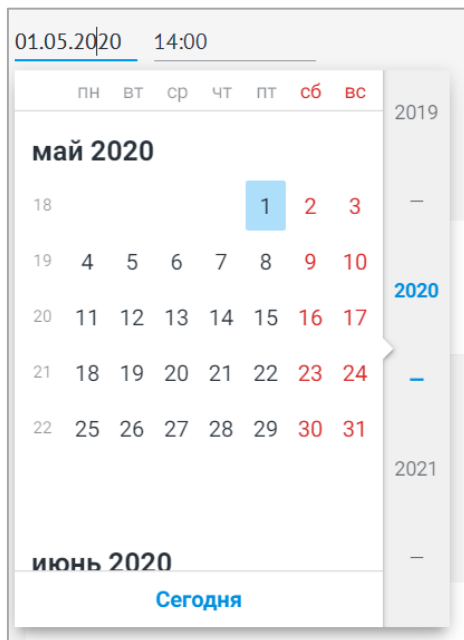 01.05.2020 14:00
пн вт ср чт пт сб вс
2019
май 2020
18 1 2 3
–
19 4 5 6 7 8 9 10
2020
20 11 12 13 14 15 16 17
21 18 19 20 21 22 23 24
–
22 25 26 27 28 29 30 31
2021
июнь 2020
–
Сегодня